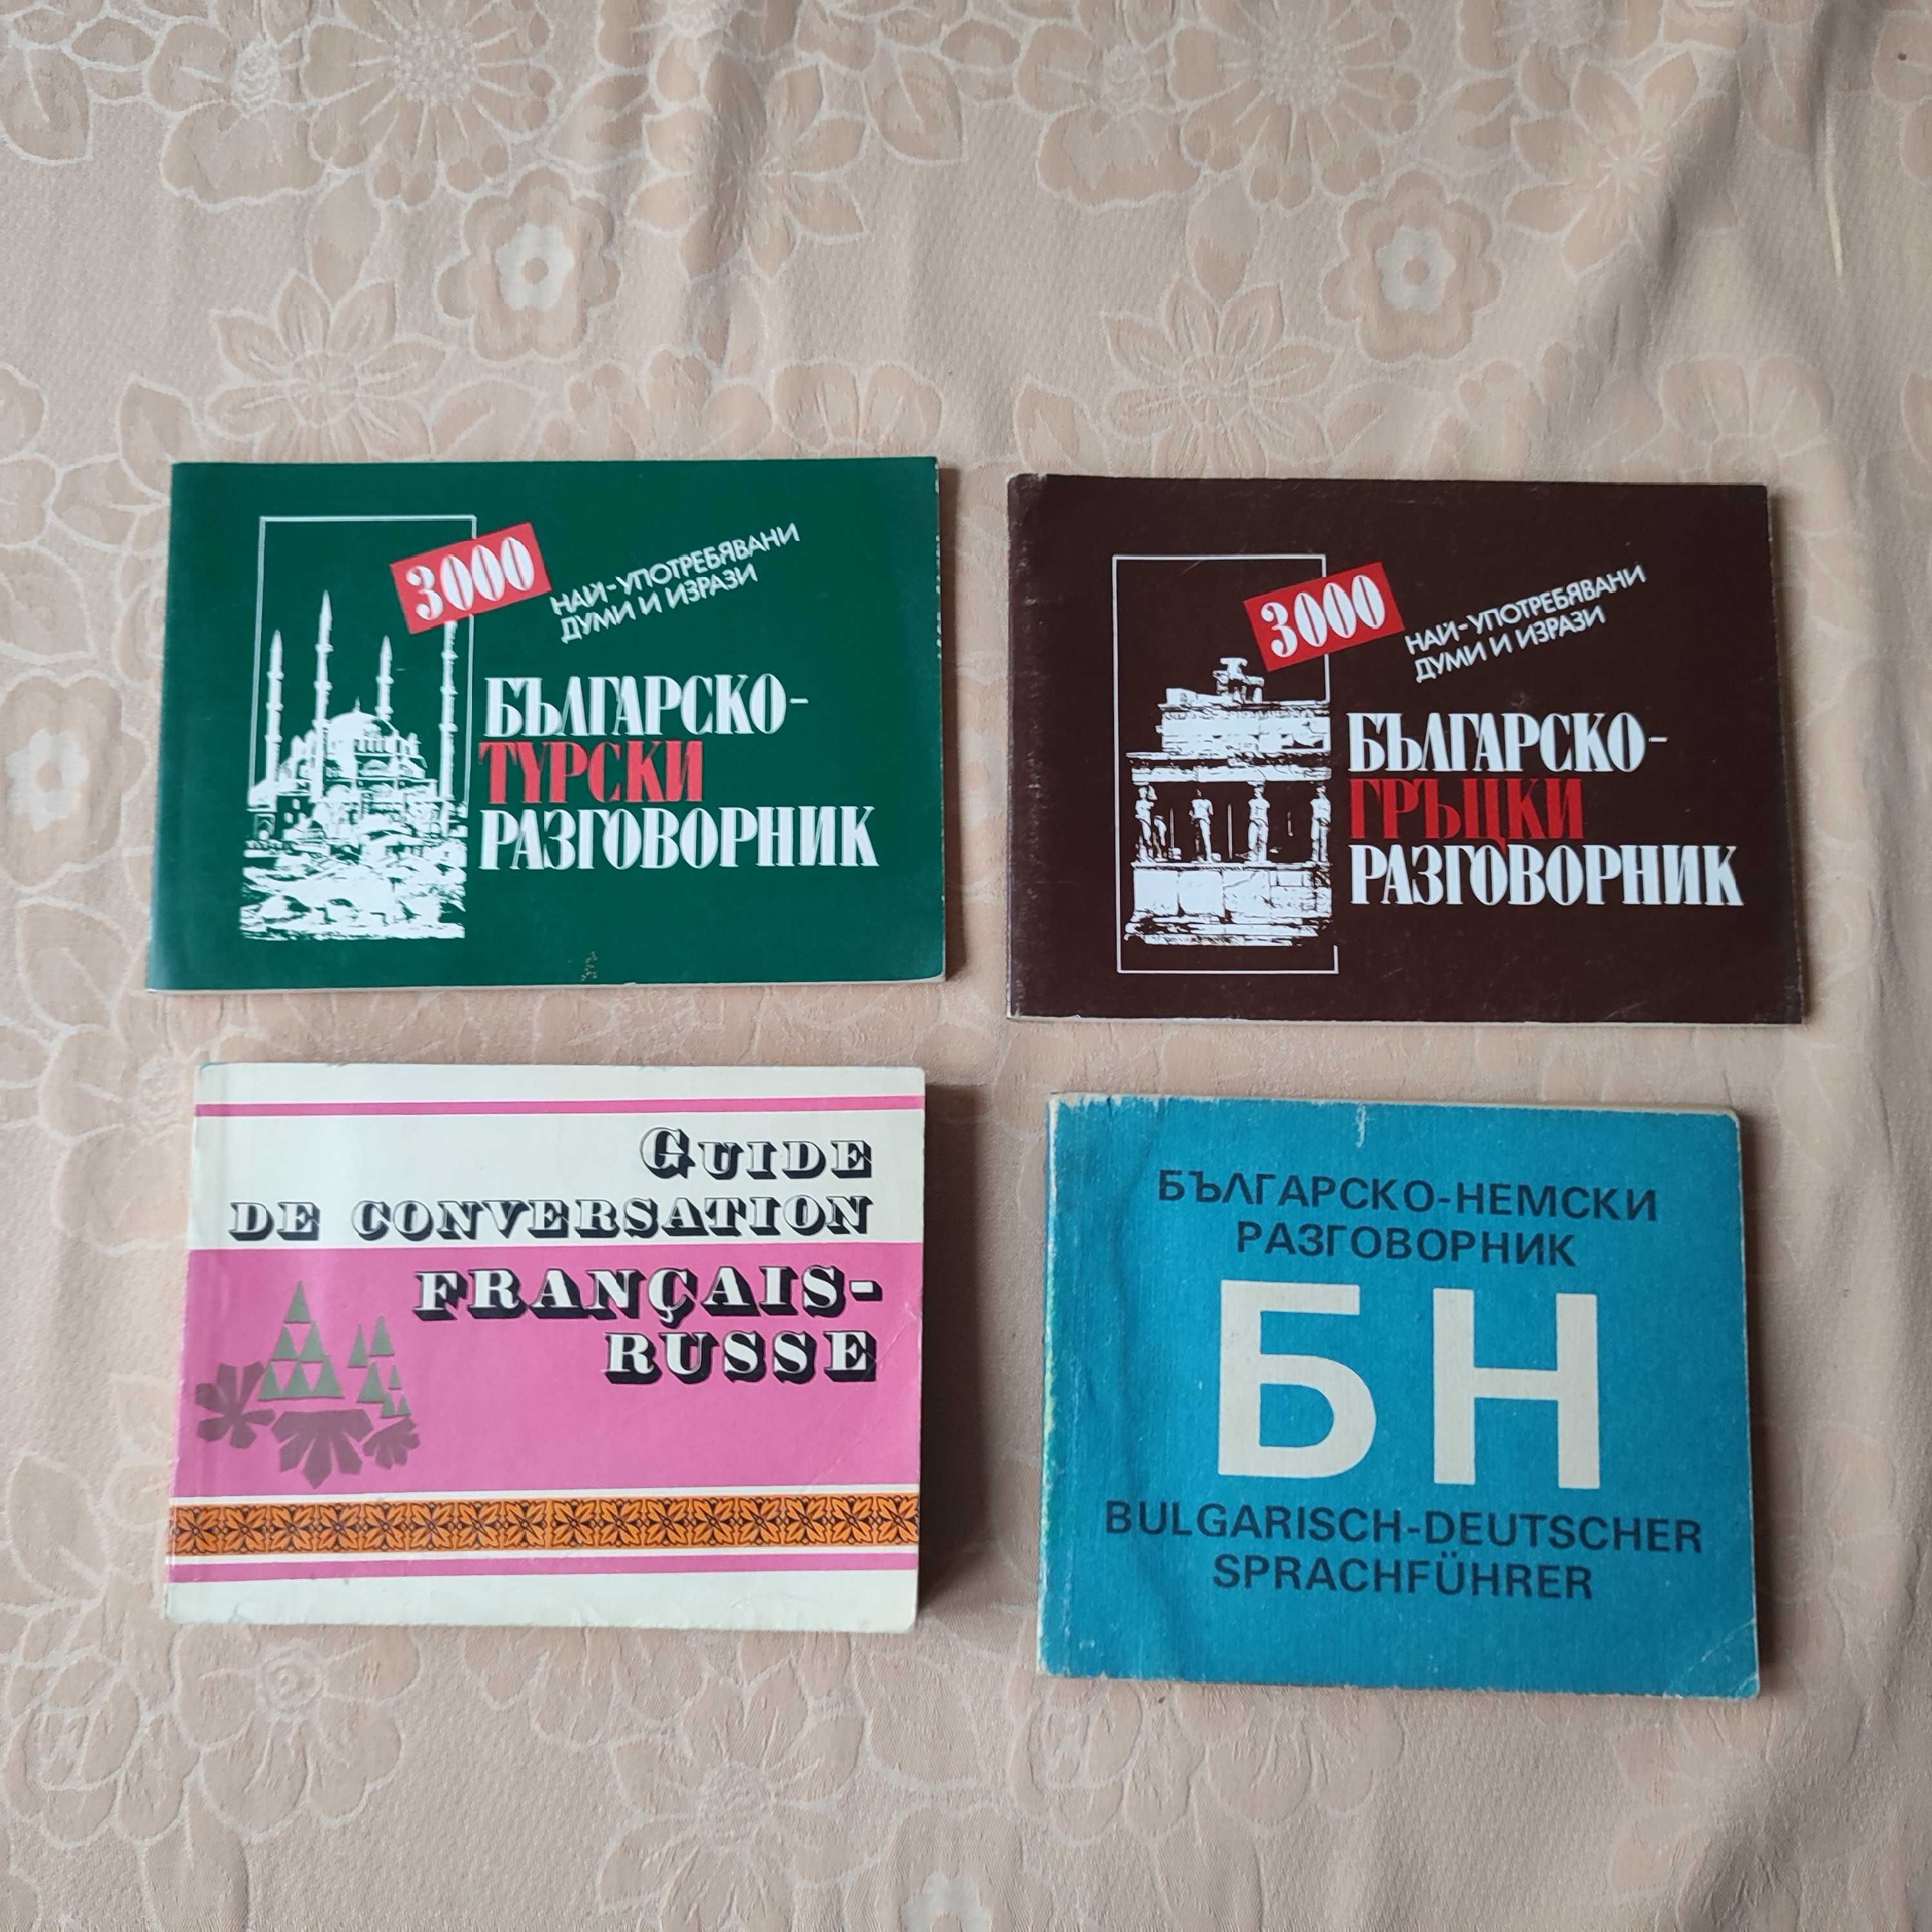 3000
НАЙ-УПОТРЕБЯВАНИ
ДУМИ И ИЗРАЗИ
БЪЛГАРСКО-
ТУРСКИ
РАЗГОВОРНИК
3000
НАЙ-УПОТРЕБЯВАНИ
ДУМИ И ИЗРАЗИ
БЪЛГАРСКО-
ГРЪЦКИ
РАЗГОВОРНИК
GUIDE
DE CONVERSATION
FRANÇAIS-
RUSSE
БЪЛГАРСКО-НЕМСКИ
РАЗГОВОРНИК
БН
BULGARISCH-DEUTSCHER
SPRACHFÜHRER